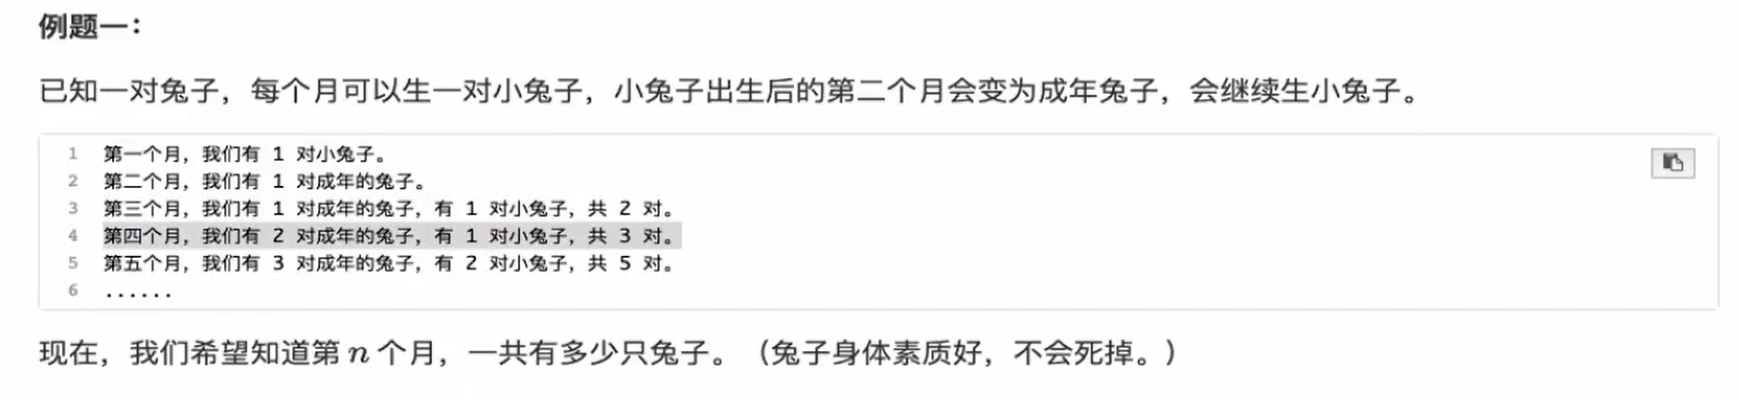 例题一：
已知一对兔子，每个月可以生一对小兔子，小兔子出生后的第二个月会变为成年兔子，会继续生小兔子。
1 第一个月，我们有 1 对小兔子。
2 第二个月，我们有 1 对成年的兔子。
3 第三个月，我们有 1 对成年的兔子，有 1 对小兔子，共 2 对。
4 第四个月，我们有 2 对成年的兔子，有 1 对小兔子，共 3 对。
5 第五个月，我们有 3 对成年的兔子，有 2 对小兔子，共 5 对。
6 ......
现在，我们希望知道第 n 个月，一共有多少只兔子。（兔子身体素质好，不会死掉。）